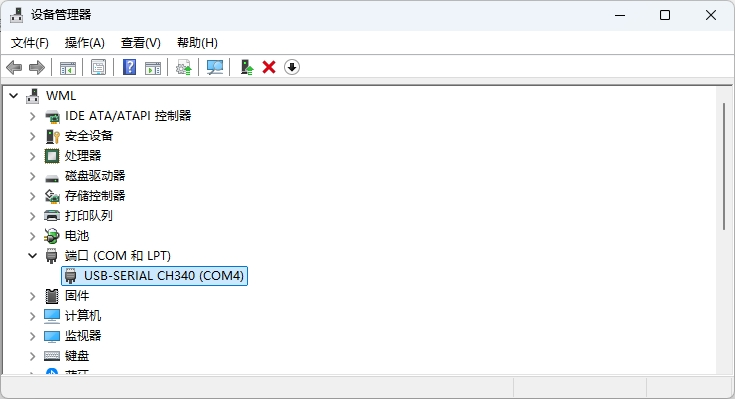 设备管理器
文件(F) 操作(A) 查看(V) 帮助(H)
WML
IDE ATA/ATAPI 控制器
安全设备
处理器
磁盘驱动器
存储控制器
打印队列
电池
端口 (COM 和 LPT)
USB-SERIAL CH340 (COM4)
固件
计算机
监视器
键盘